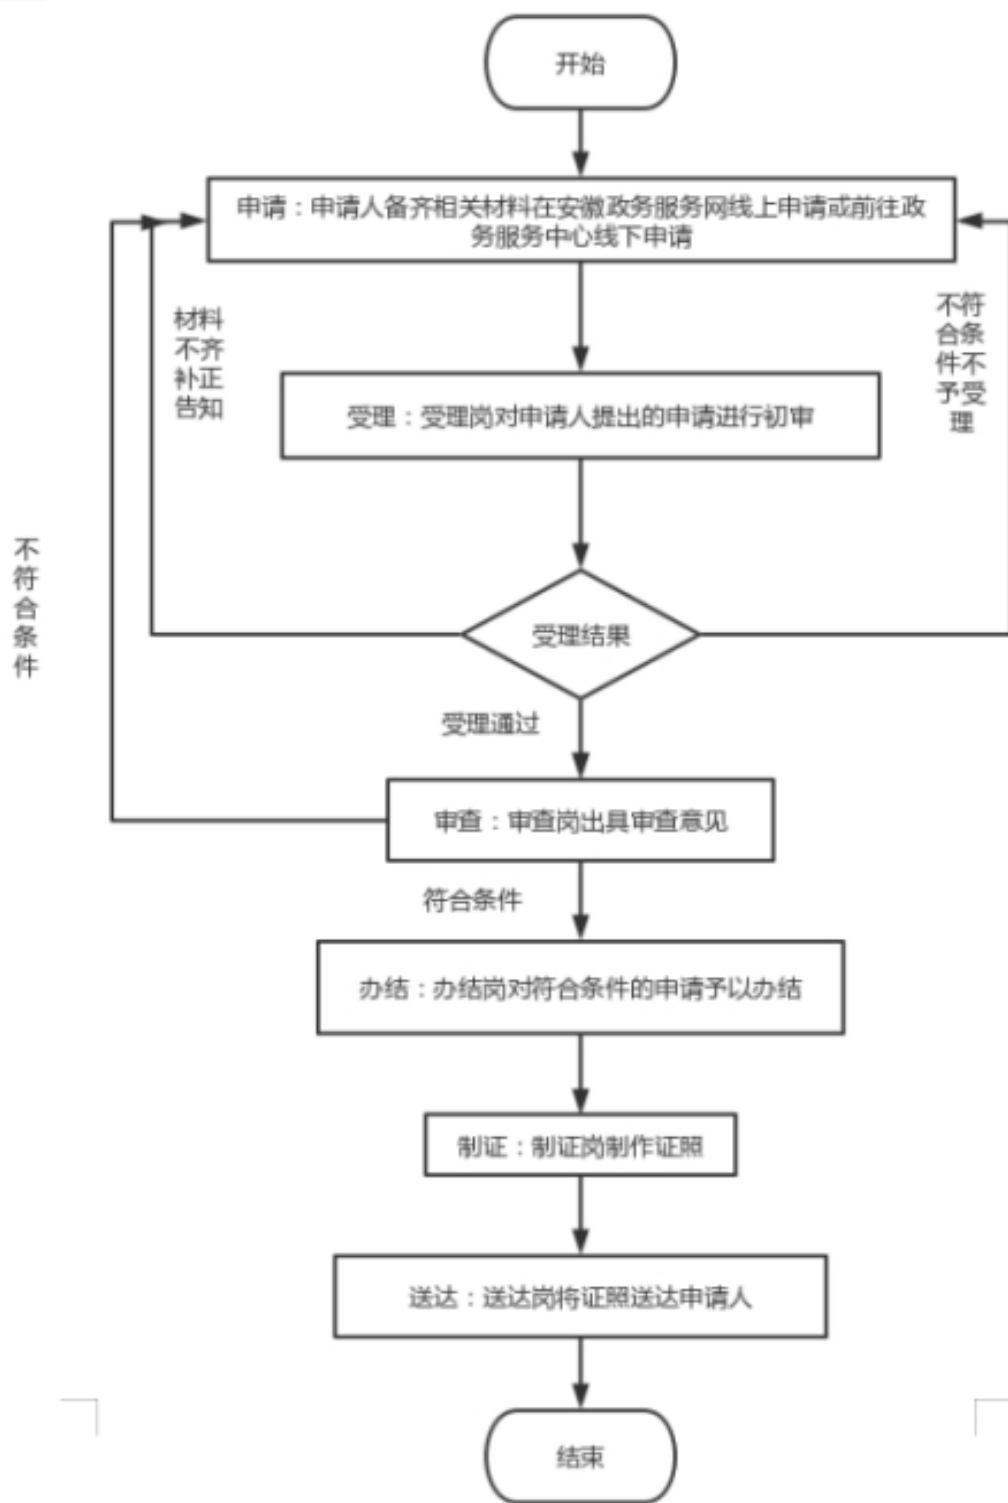 开始
申请：申请人备齐相关材料在安徽政务服务网线上申请或前往政
务服务中心线下申请
材料
不齐
补正
告知
不符
合条
件不
予受
理
受理：受理岗对申请人提出的申请进行初审
不
符
合
条
件
受理结果
受理通过
审查：审查岗出具审查意见
符合条件
办结：办结岗对符合条件的申请予以办结
制证：制证岗制作证照
送达：送达岗将证照送达申请人
结束